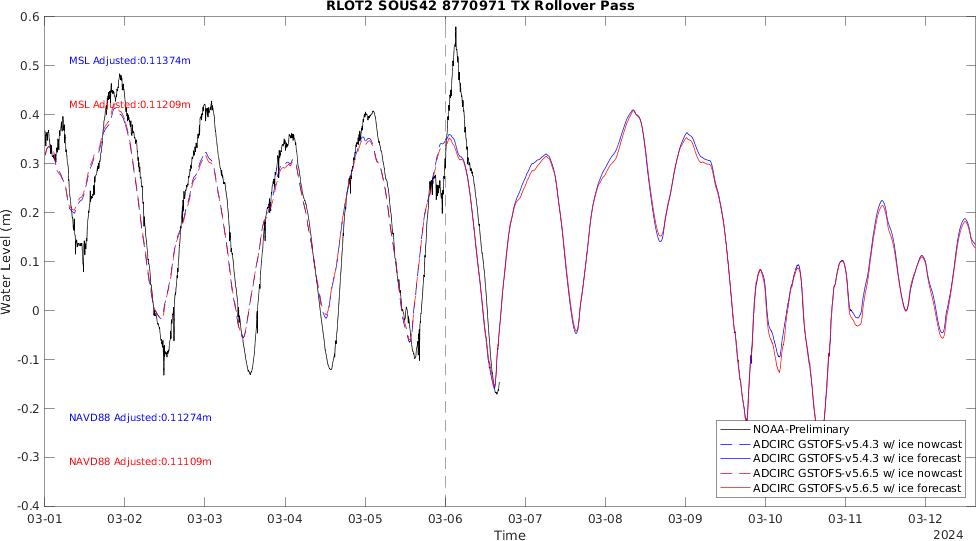 RLOT2 SOUS42 8770971 TX Rollover Pass
0.6
0.5
0.4
0.3
0.2
0.1
0
-0.1
-0.2
-0.3
-0.4
Water Level (m)
MSL Adjusted:0.11374m
MSL Adjusted:0.11209m
NAVD88 Adjusted:0.11274m
NAVD88 Adjusted:0.11109m
NOAA-Preliminary
ADCIRC GSTOFS-v5.4.3 w/ ice nowcast
ADCIRC GSTOFS-v5.4.3 w/ ice forecast
ADCIRC GSTOFS-v5.6.5 w/ ice nowcast
ADCIRC GSTOFS-v5.6.5 w/ ice forecast
03-01 03-02 03-03 03-04 03-05 03-06 03-07 03-08 03-09 03-10 03-11 03-12
Time
2024